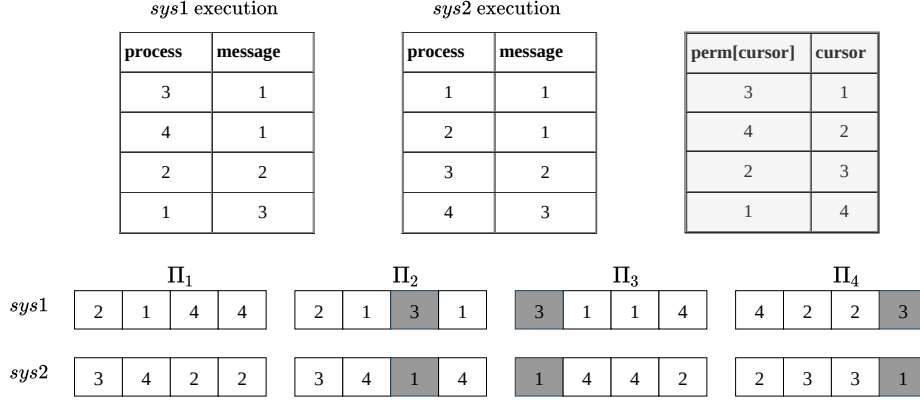 sys1 execution sys2 execution
process message process message perm[cursor] cursor
3 1 1 1 3 1
4 1 2 1 4 2
2 2 3 2 2 3
1 3 4 3 1 4
Π1 Π2 Π3 Π4
sys1 2 1 4 4 2 1 3 1 3 1 1 4 4 2 2 3
sys2 3 4 2 2 3 4 1 4 1 4 4 2 2 3 3 1